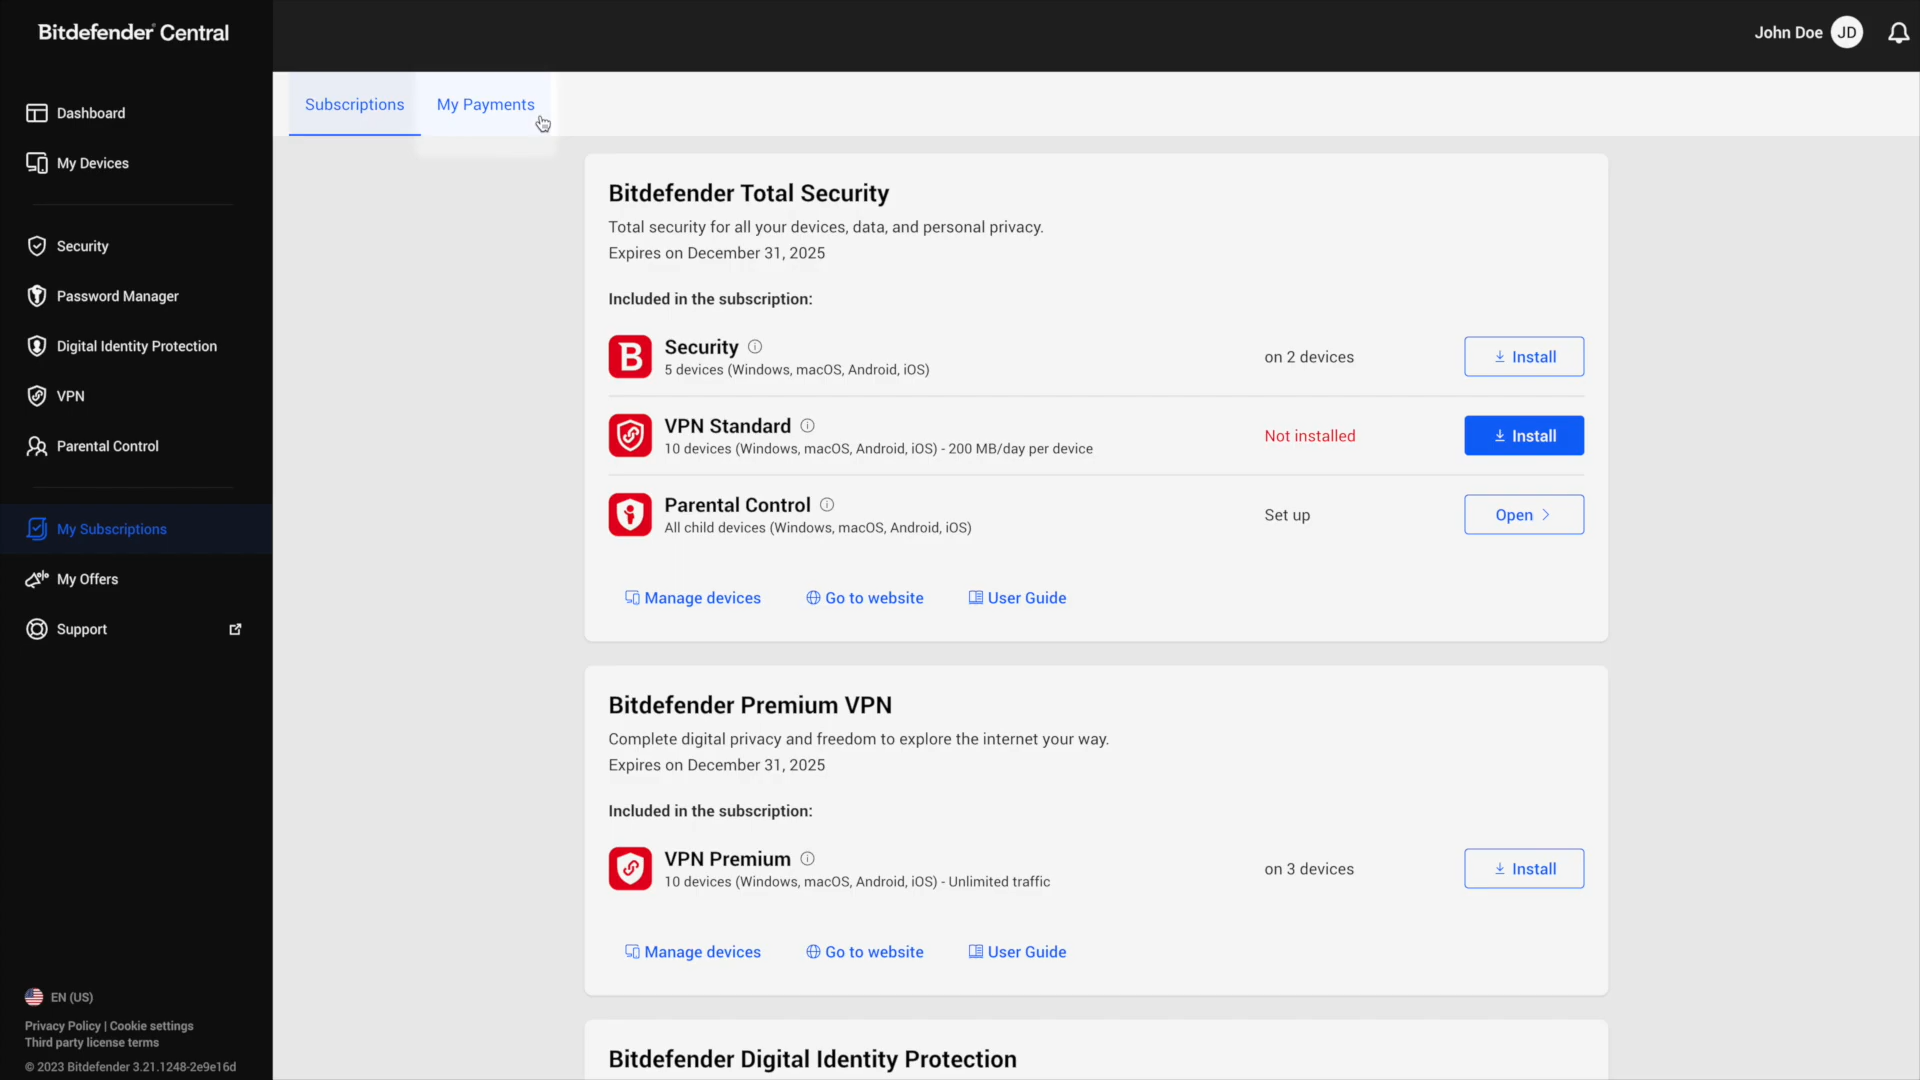 Bitdefender Central
John Doe JD
Dashboard
My Devices
Security
Password Manager
Digital Identity Protection
VPN
Parental Control
My Subscriptions
My Offers
Support
EN (US)
Privacy Policy | Cookie settings
Third party license terms
© 2023 Bitdefender 3.21.1248-2e9e16d
Subscriptions My Payments
Bitdefender Total Security
Total security for all your devices, data, and personal privacy.
Expires on December 31, 2025
Included in the subscription:
B
Security
5 devices (Windows, macOS, Android, iOS)
on 2 devices
Install
VPN Standard
10 devices (Windows, macOS, Android, iOS) - 200 MB/day per device
Not installed
Install
Parental Control
All child devices (Windows, macOS, Android, iOS)
Set up
Open
Manage devices Go to website User Guide
Bitdefender Premium VPN
Complete digital privacy and freedom to explore the internet your way.
Expires on December 31, 2025
Included in the subscription:
VPN Premium
10 devices (Windows, macOS, Android, iOS) - Unlimited traffic
on 3 devices
Install
Manage devices Go to website User Guide
Bitdefender Digital Identity Protection